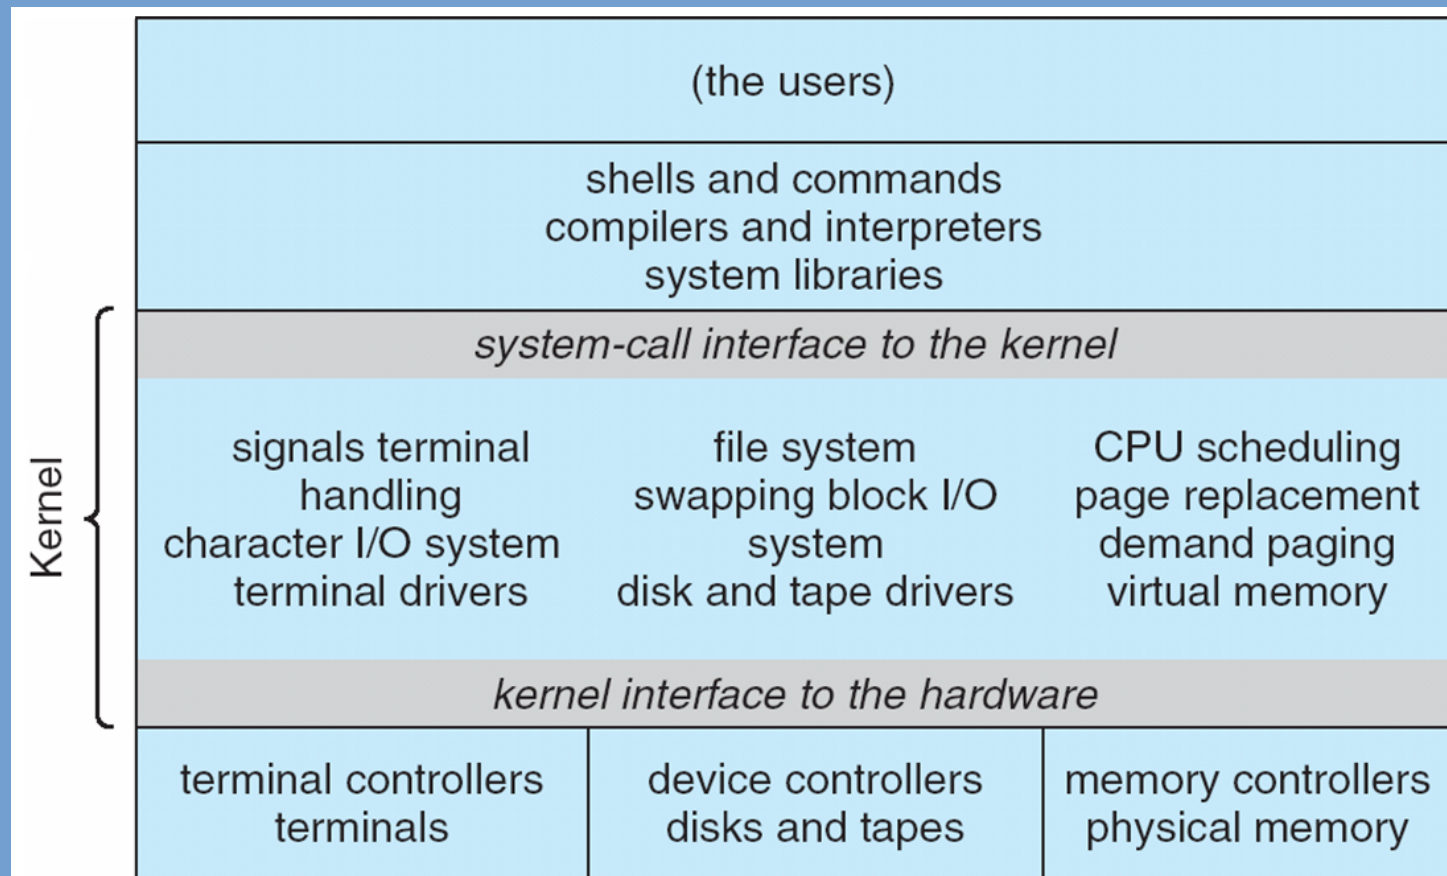 (the users)
shells and commands
compilers and interpreters
system libraries
Kernel
system-call interface to the kernel
signals terminal
handling
character I/O system
terminal drivers
file system
swapping block I/O
system
disk and tape drivers
CPU scheduling
page replacement
demand paging
virtual memory
kernel interface to the hardware
terminal controllers
terminals
device controllers
disks and tapes
memory controllers
physical memory